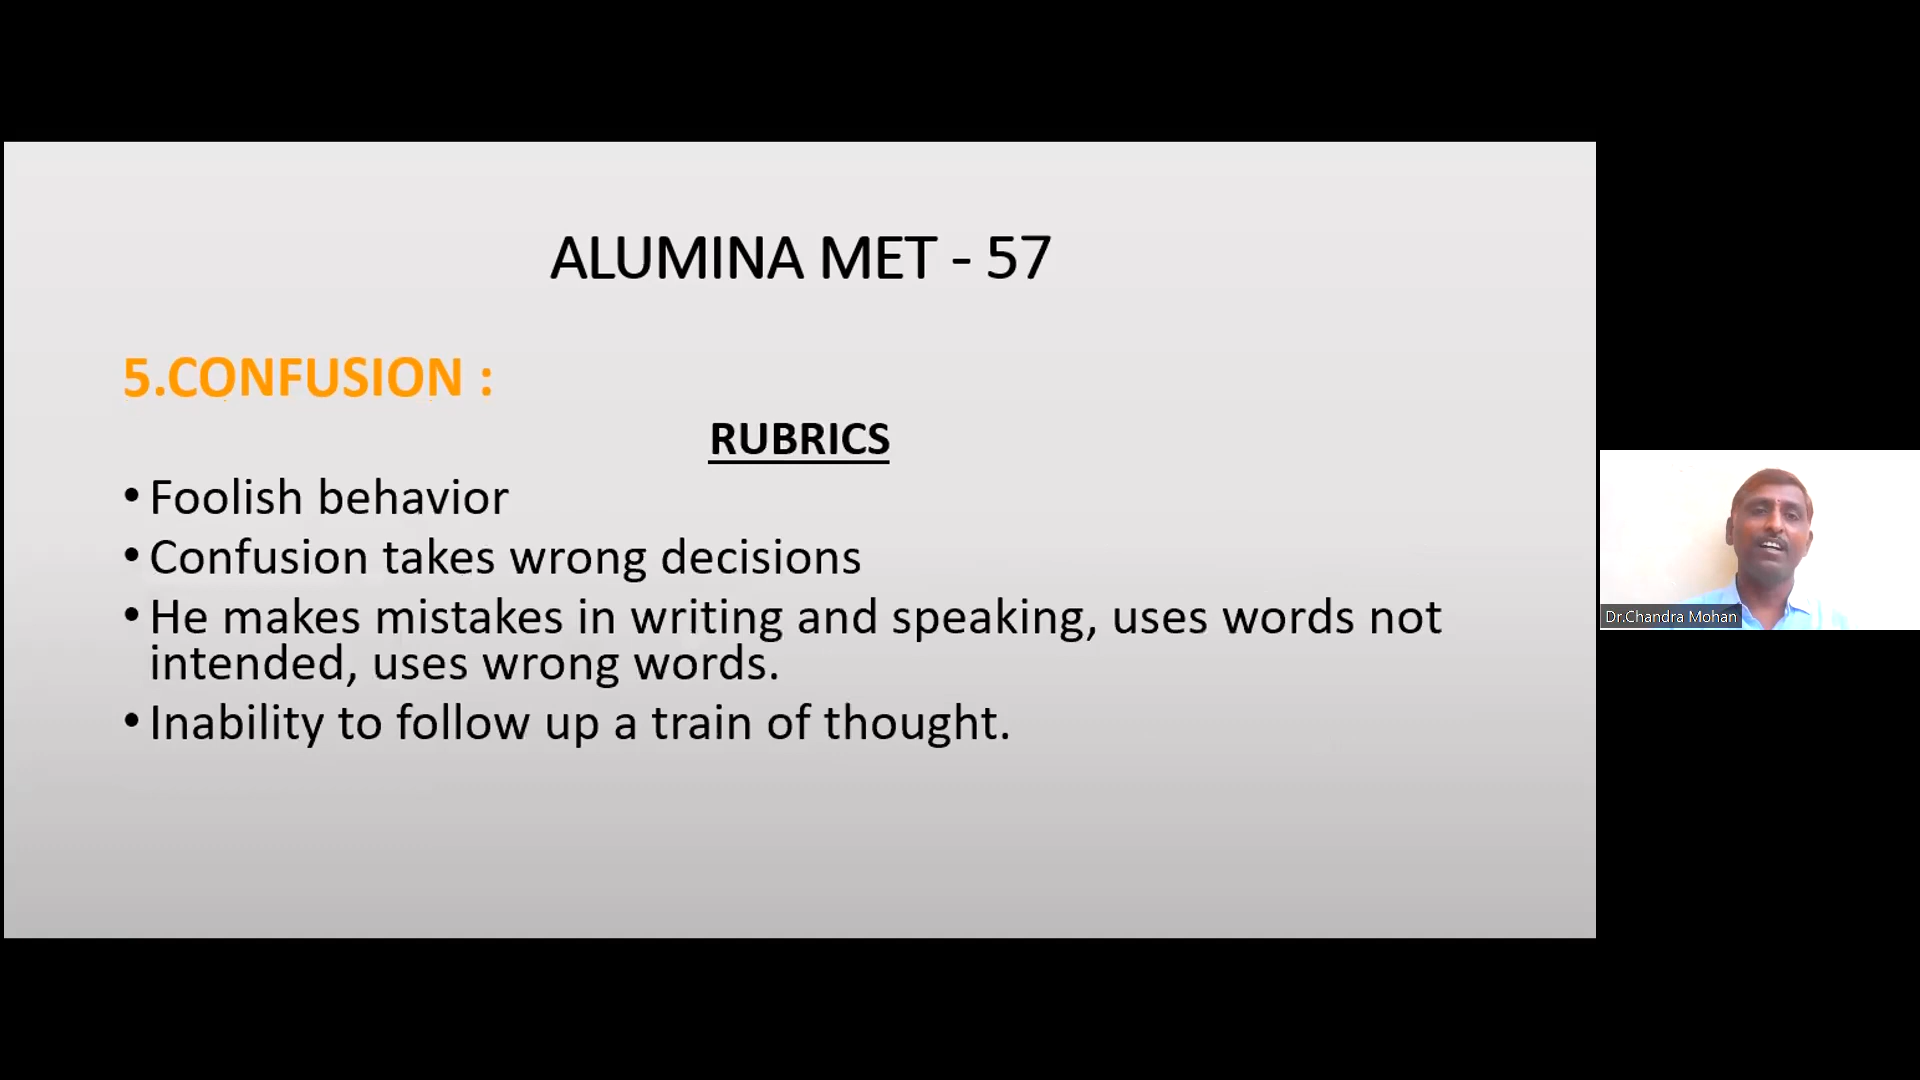 ALUMINA MET - 57
5.CONFUSION :
RUBRICS
• Foolish behavior
• Confusion takes wrong decisions
• He makes mistakes in writing and speaking, uses words not
intended, uses wrong words.
• Inability to follow up a train of thought.
Dr.Chandra Mohan